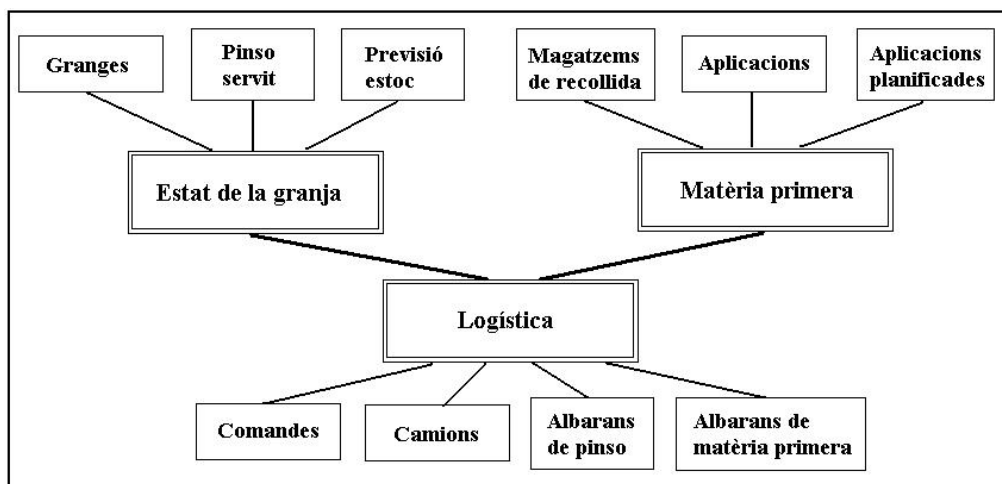 Granges
Pinso
servit
Previsió
estoc
Magatzems
de recollida
Aplicacions
Aplicacions
planificades
Estat de la granja
Matèria primera
Logística
Comandes
Camions
Albarans
de pinso
Albarans de
matèria primera